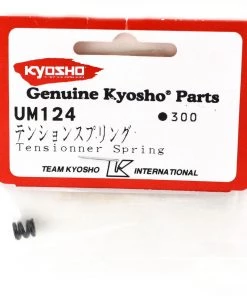 KYOSHO
Genuine Kyosho® Parts
UM124 ●300
テンションスプリング
Tensionner Spring
TEAM KYOSHO K INTERNATIONAL